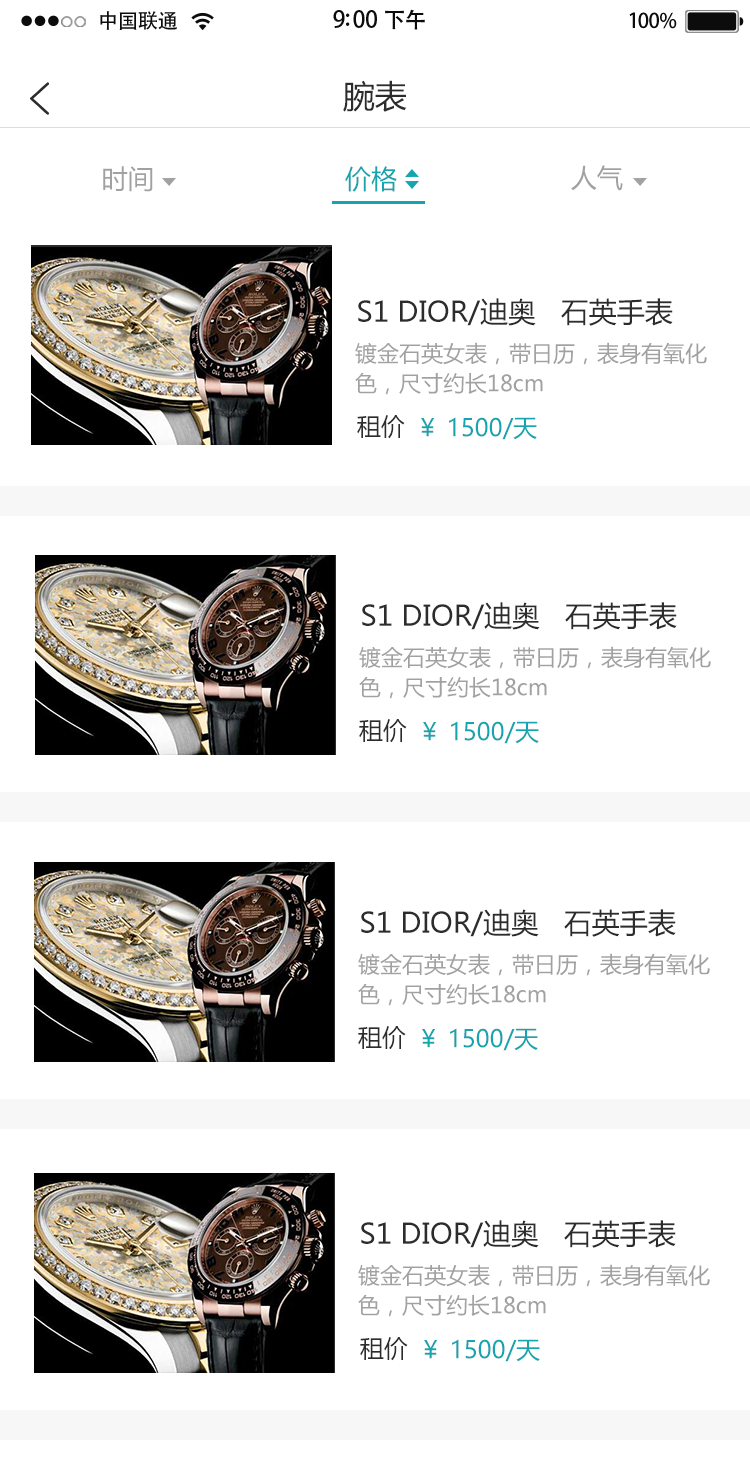 中国联通 9:00 下午 100%
腕表
时间 价格 人气
S1 DIOR/迪奥 石英手表
镀金石英女表，带日历，表身有氧化
色，尺寸约长18cm
租价 ¥ 1500/天
S1 DIOR/迪奥 石英手表
镀金石英女表，带日历，表身有氧化
色，尺寸约长18cm
租价 ¥ 1500/天
S1 DIOR/迪奥 石英手表
镀金石英女表，带日历，表身有氧化
色，尺寸约长18cm
租价 ¥ 1500/天
S1 DIOR/迪奥 石英手表
镀金石英女表，带日历，表身有氧化
色，尺寸约长18cm
租价 ¥ 1500/天